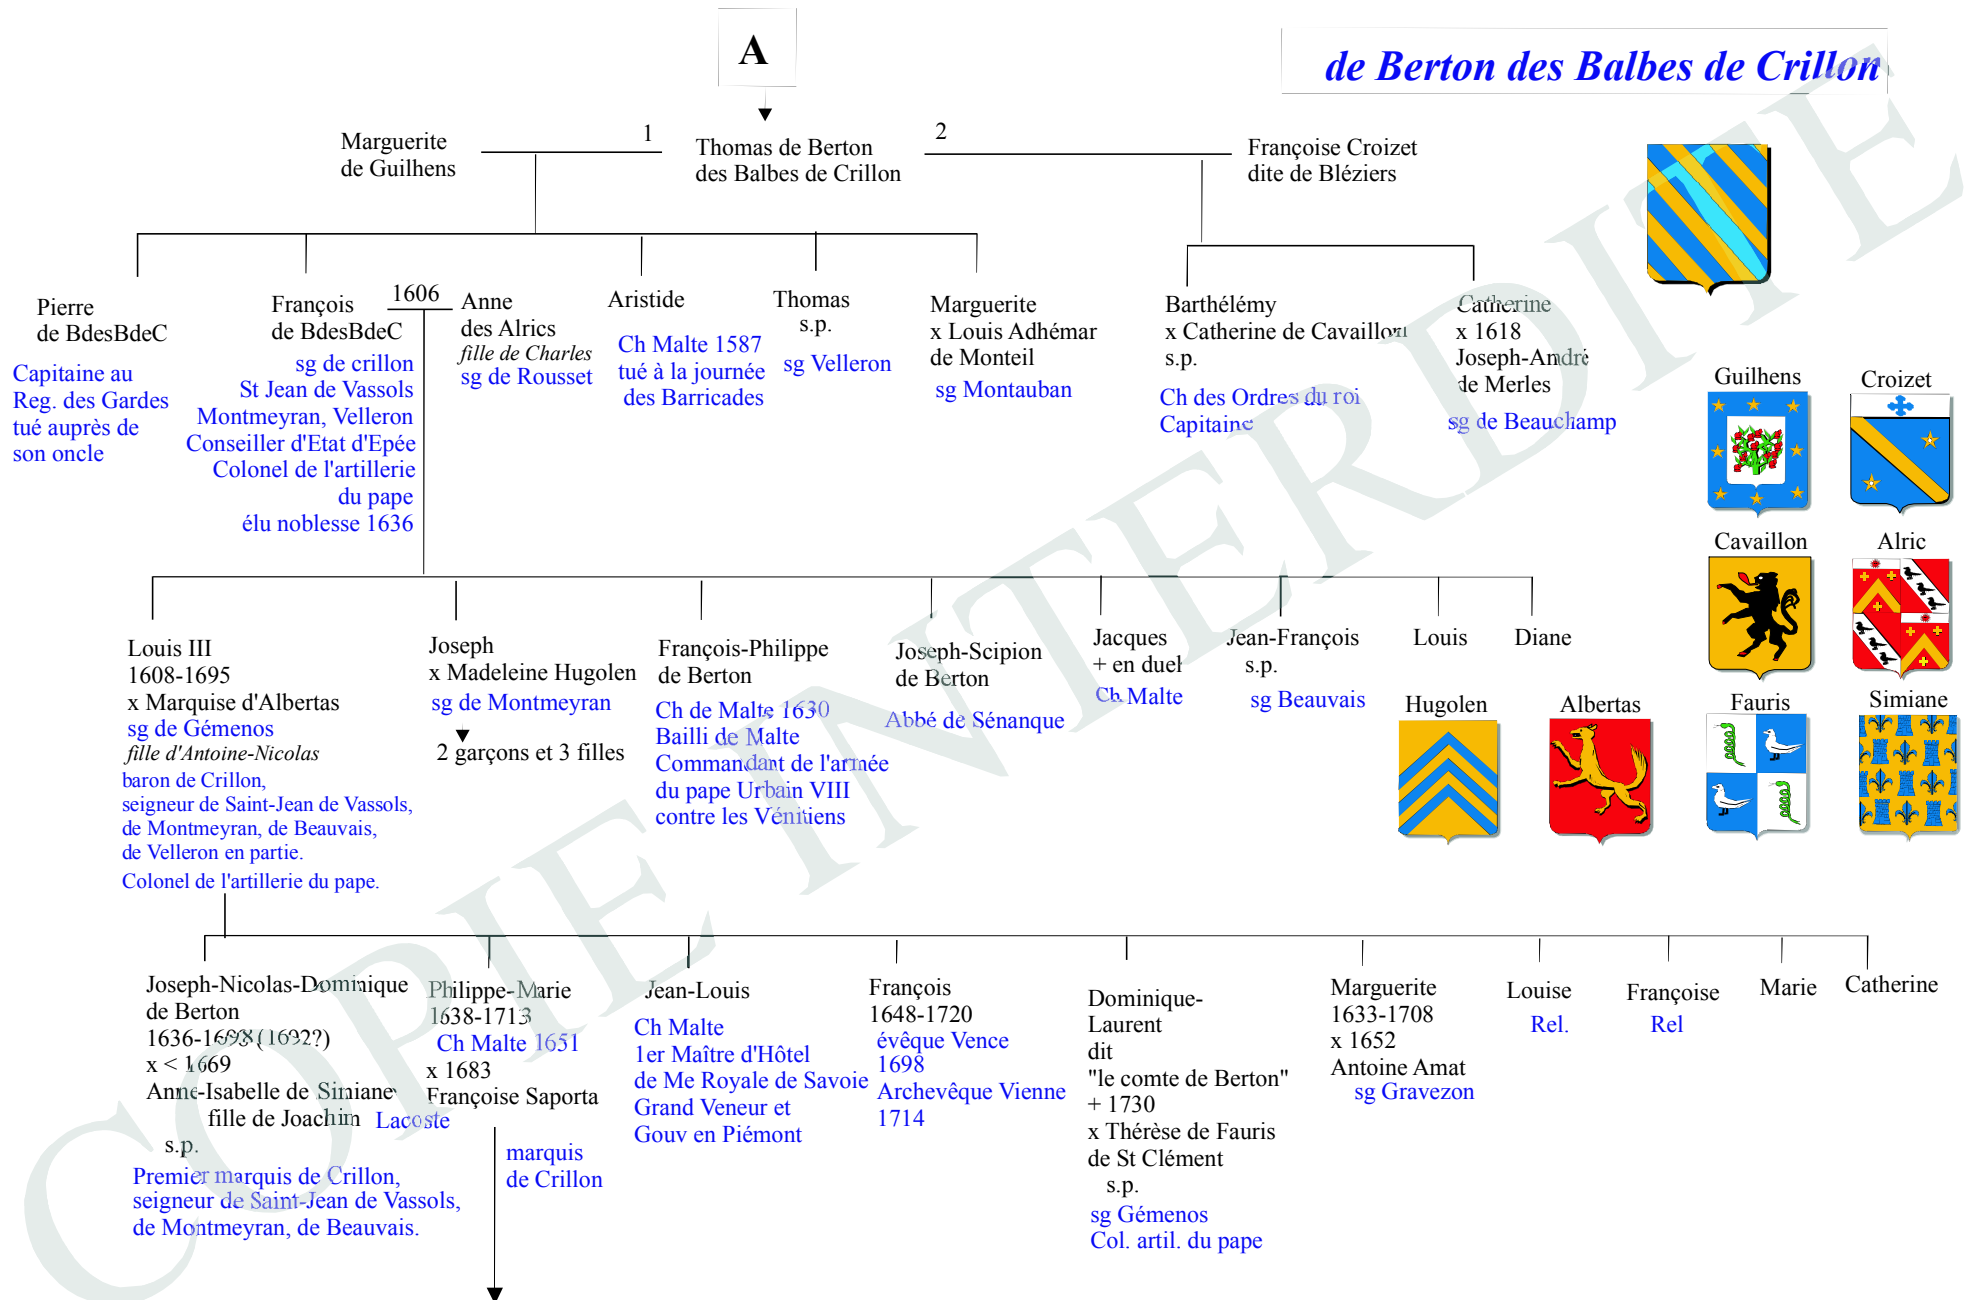 A
de Berton des Balbes de Crillon
Marguerite
de Guilhens
1
Thomas de Berton
des Balbes de Crillon
2
Françoise Croizet
dite de Bléziers
Pierre
de BdesBdeC
Capitaine au
Reg. des Gardes
tué auprès de
son oncle
François
de BdesBdeC
sg de crillon
St Jean de Vassols
Montmeyran, Velleron
Conseiller d'Etat d'Epée
Colonel de l'artillerie
du pape
élu noblesse 1636
1606
Anne
des Alrics
fille de Charles
sg de Rousset
Aristide
Ch Malte 1587
tué à la journée
des Barricades
Thomas
s.p.
sg Velleron
Marguerite
x Louis Adhémar
de Monteil
sg Montauban
Barthélémy
x Catherine de Cavaillon
s.p.
Ch des Ordres du roi
Capitaine
Catherine
x 1618
Joseph-André
de Merles
sg de Beauchamp
Guilhens
Croizet
Cavaillon
Alric
Hugolen
Albertas
Fauris
Simiane
Louis III
1608-1695
x Marquise d'Albertas
sg de Gémenos
fille d'Antoine-Nicolas
baron de Crillon,
seigneur de Saint-Jean de Vassols,
de Montmeyran, de Beauvais,
de Velleron en partie.
Colonel de l'artillerie du pape.
Joseph
x Madeleine Hugolen
sg de Montmeyran
2 garçons et 3 filles
François-Philippe
de Berton
Ch de Malte 1630
Bailli de Malte
Commandant de l'armée
du pape Urbain VIII
contre les Vénitiens
Joseph-Scipion
de Berton
Abbé de Sénanque
Jacques
+ en duel
Ch Malte
Jean-François
s.p.
sg Beauvais
Louis
Diane
Joseph-Nicolas-Dominique
de Berton
1636-1698(1692?)
x < 1669
Anne-Isabelle de Simiane
fille de Joachim
Lacoste
s.p.
Premier marquis de Crillon,
seigneur de Saint-Jean de Vassols,
de Montmeyran, de Beauvais.
Philippe-Marie
1638-1713
Ch Malte 1651
x 1683
Françoise Saporta
marquis
de Crillon
Jean-Louis
Ch Malte
1er Maître d'Hôtel
de Me Royale de Savoie
Grand Veneur et
Gouv en Piémont
François
1648-1720
évêque Vence
1698
Archevêque Vienne
1714
Dominique-
Laurent
dit
"le comte de Berton"
+ 1730
x Thérèse de Fauris
de St Clément
s.p.
sg Gémenos
Col. artil. du pape
Marguerite
1633-1708
x 1652
Antoine Amat
sg Gravezon
Louise
Rel.
Françoise
Rel
Marie
Catherine
COPIE INTERDITE